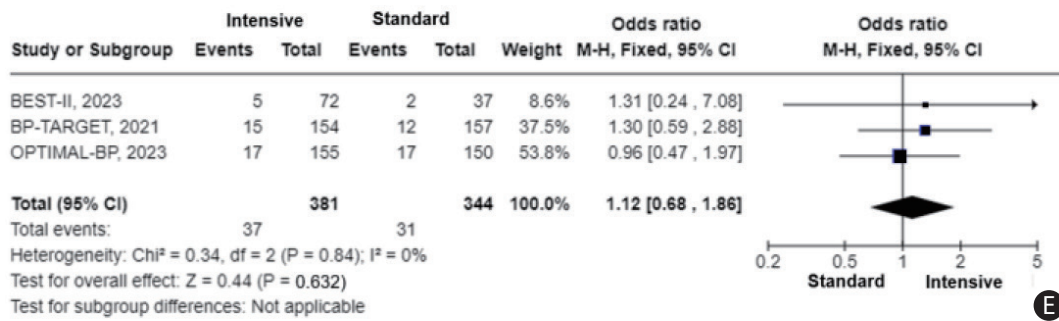 Intensive Standard Odds ratio Odds ratio
Study or Subgroup Events Total Events Total Weight M-H, Fixed, 95% CI M-H, Fixed, 95% CI
BEST-II, 2023 5 72 2 37 8.6% 1.31 [0.24 , 7.08]
BP-TARGET, 2021 15 154 12 157 37.5% 1.30 [0.59 , 2.88]
OPTIMAL-BP, 2023 17 155 17 150 53.8% 0.96 [0.47 , 1.97]
Total (95% CI) 381 344 100.0% 1.12 [0.68 , 1.86]
Total events: 37 31
Heterogeneity: Chi² = 0.34, df = 2 (P = 0.84); I² = 0%
Test for overall effect: Z = 0.44 (P = 0.632)
Test for subgroup differences: Not applicable
0.2 0.5 1 2 5
Standard Intensive
E